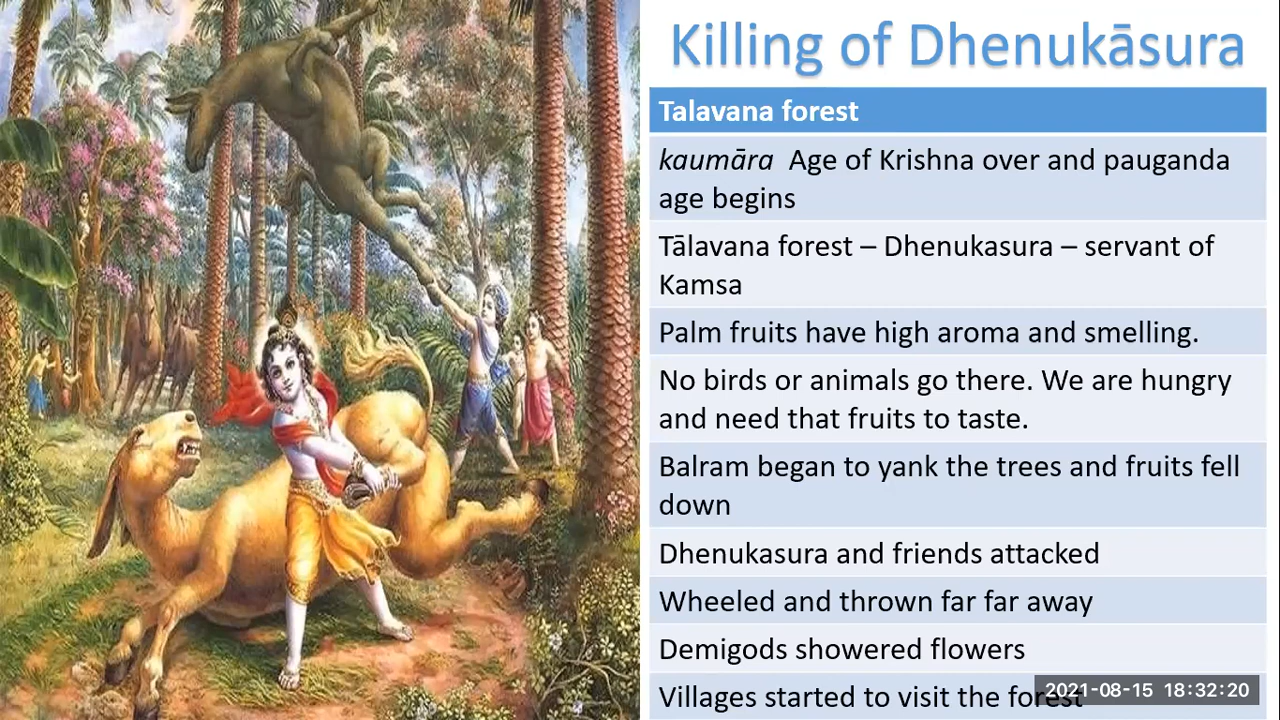 Killing of Dhenukāsura
Talavana forest
kaumāra  Age of Krishna over and pauganda
age begins
Tālavana forest – Dhenukasura – servant of
Kamsa
Palm fruits have high aroma and smelling.
No birds or animals go there. We are hungry
and need that fruits to taste.
Balram began to yank the trees and fruits fell
down
Dhenukasura and friends attacked
Wheeled and thrown far far away
Demigods showered flowers
Villages started to visit the forest
2021-08-15 18:32:20